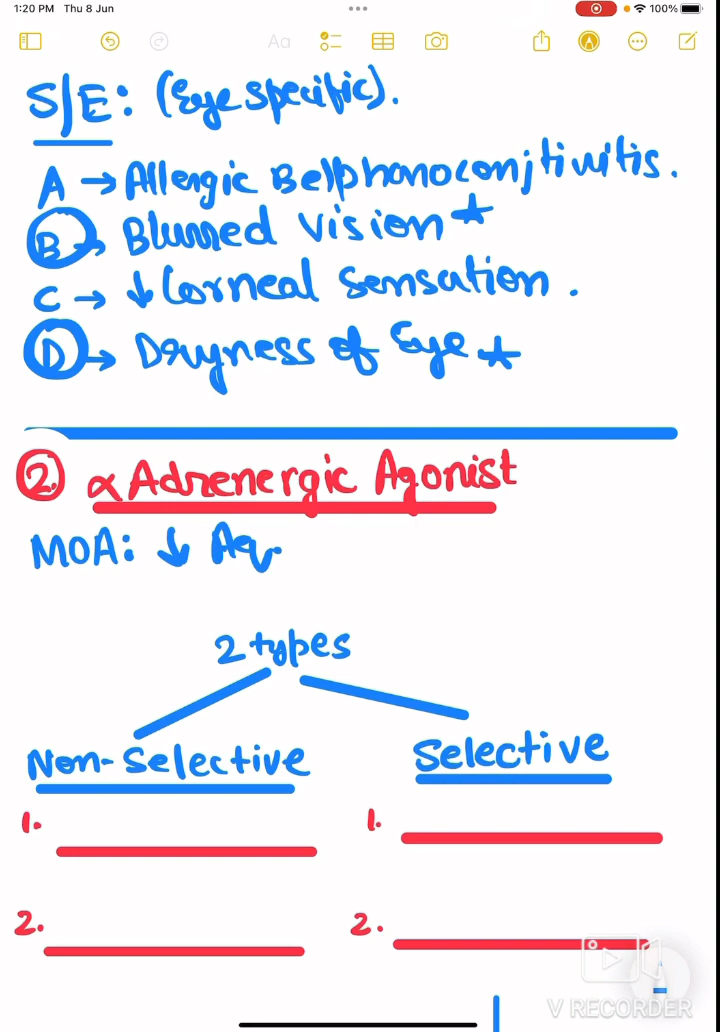 1:20 PM Thu 8 Jun
100%
Aa
S/E: (Eye specific).
A → Allergic Belphanoconjtivitis.
B → Blurred vision ★
C → ↓ Corneal sensation.
D → Dryness of Eye ★
2. α Adrenergic Agonist
MOA: ↓ Aq.
2 types
Non-Selective Selective
1. 1.
2. 2.
V RECORDER